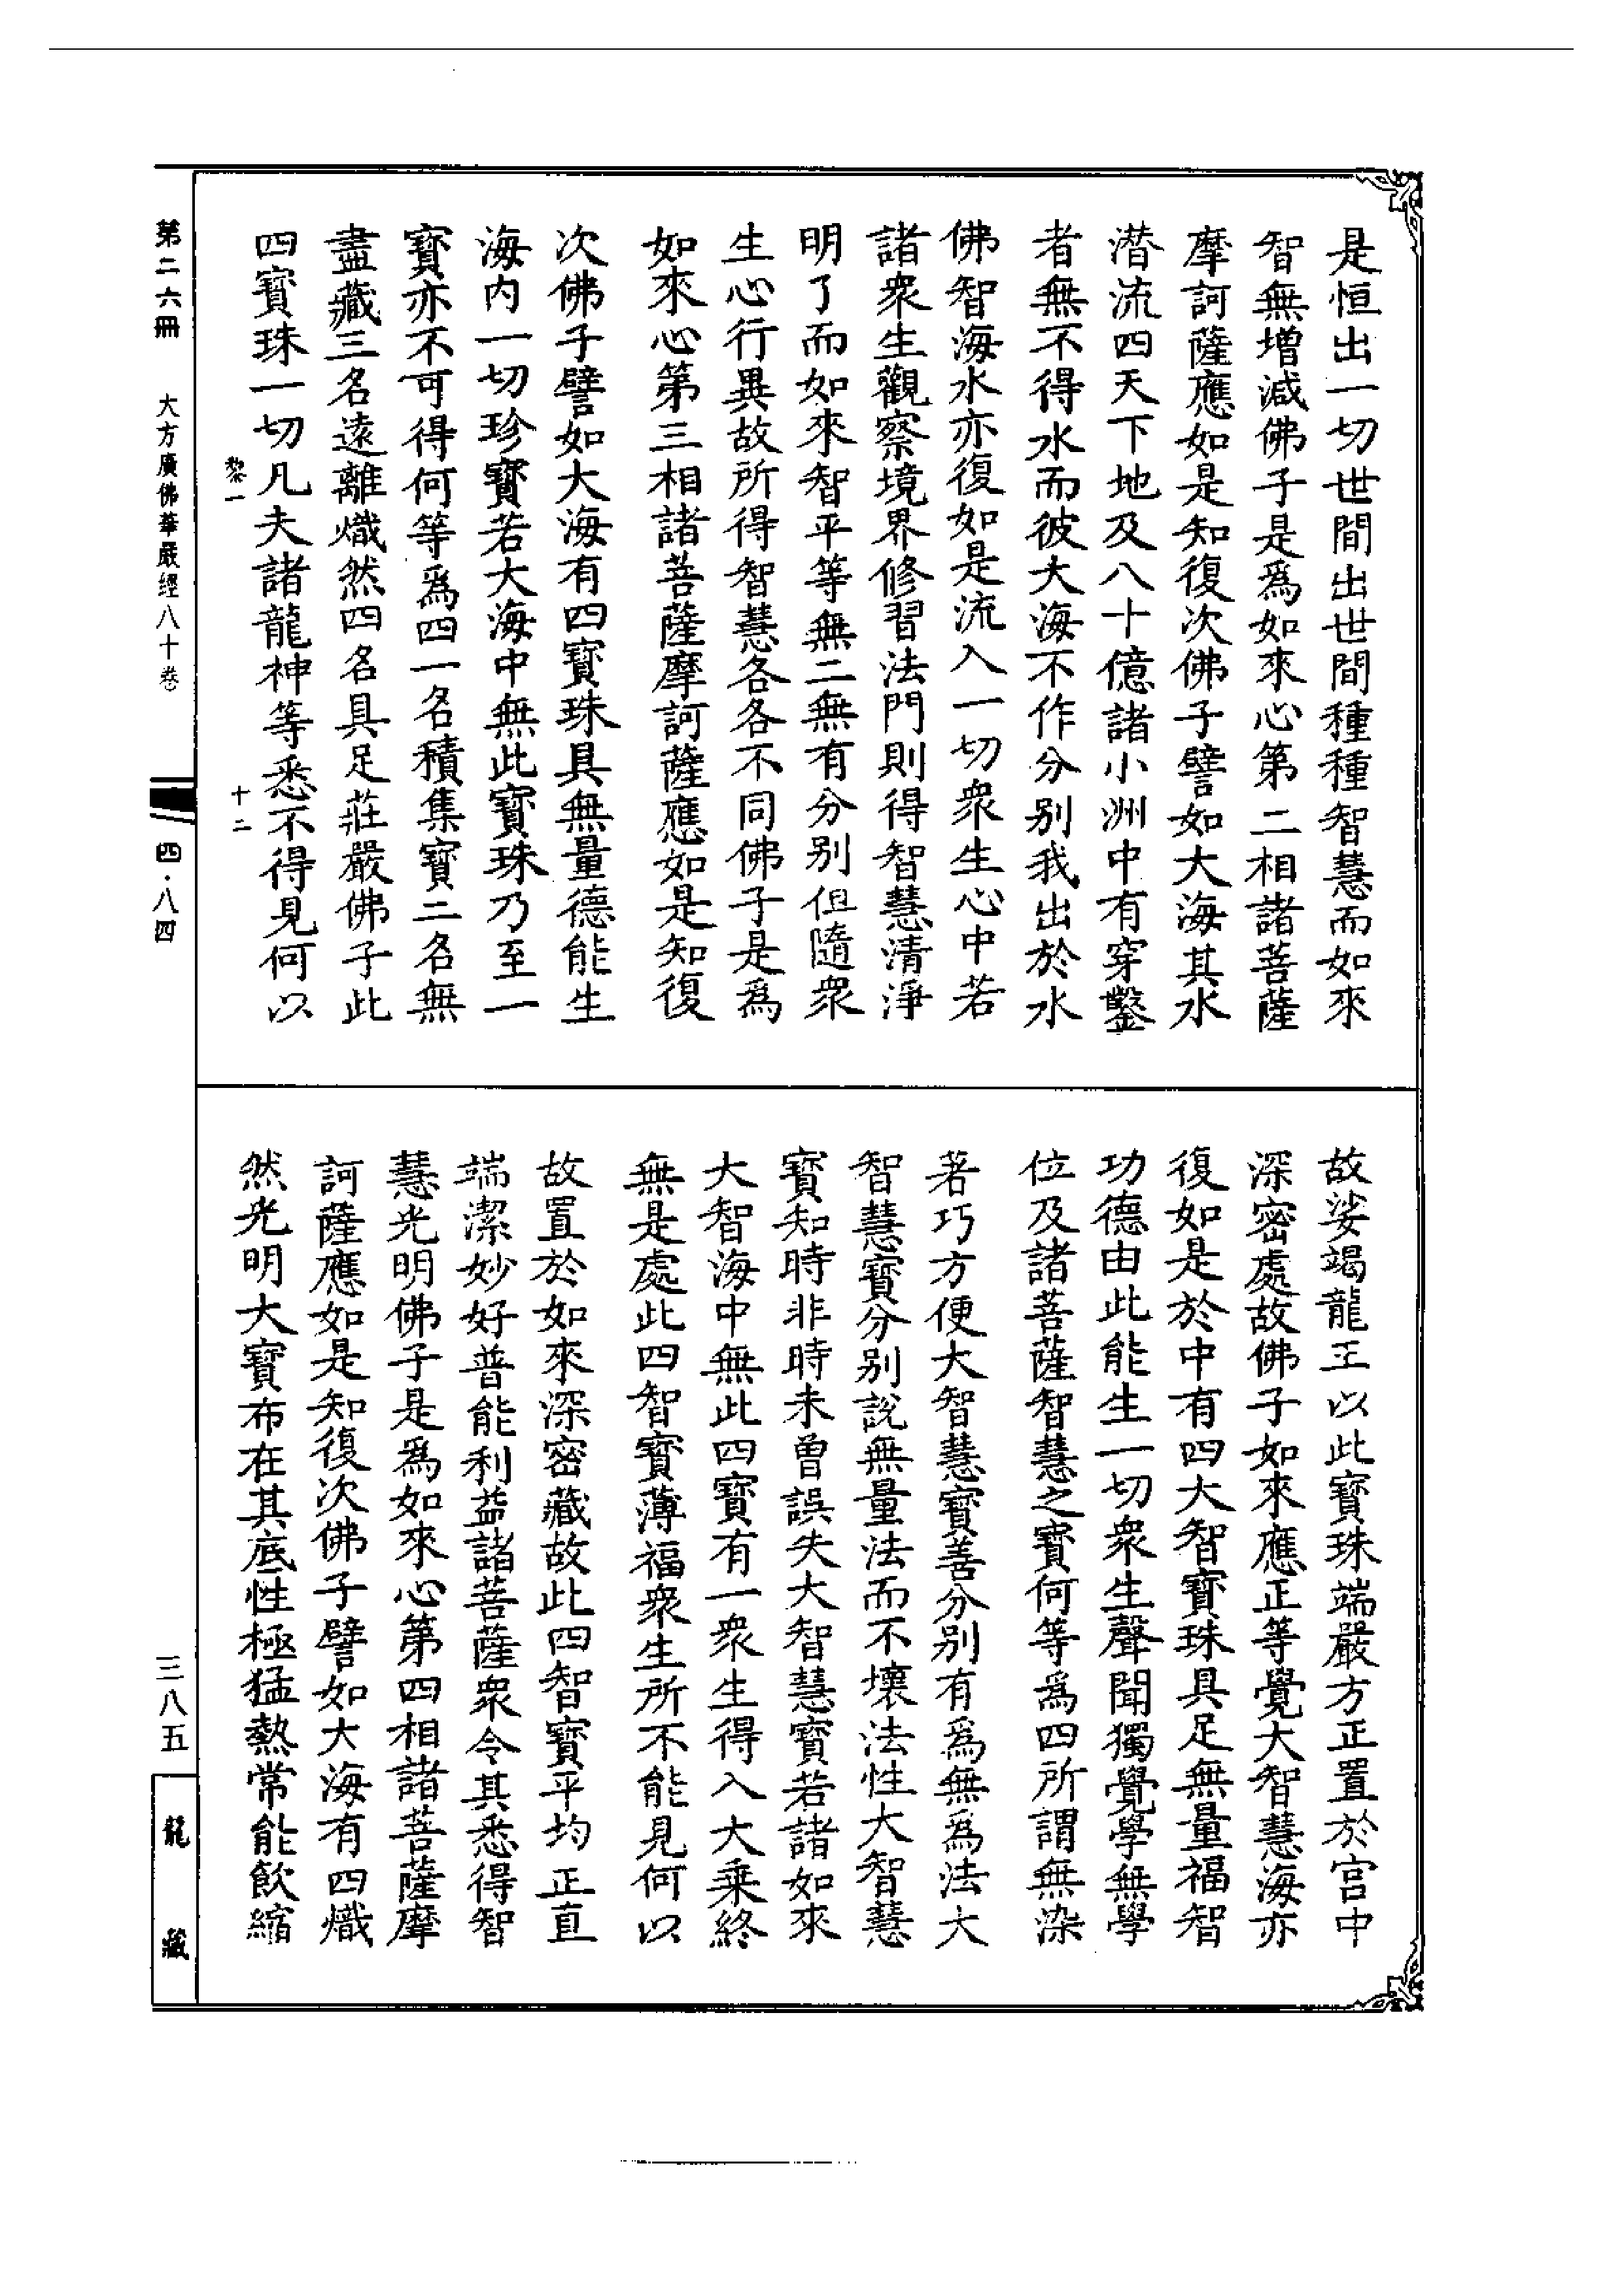 是恒出一切世間出世間種種智慧而如來
智無增減佛子是爲如來心第二相諸菩薩
摩訶薩應如是知復次佛子譬如大海其水
潛流四天下地及八十億諸小洲中有穿鑿
者無不得水而彼大海不作分別我出於水
佛智海水亦復如是流入一切衆生心中若
諸衆生觀察境界修習法門則得智慧清淨
明了而如來智平等無二無有分別但隨衆
生心行異故所得智慧各各不同佛子是爲
如來心第三相諸菩薩摩訶薩應如是知復
次佛子譬如大海有四寶珠具無量德能生
海内一切珍寶若大海中無此寶珠乃至一
寶亦不可得何等爲四一名積集寶二名無
盡藏三名遠離熾然四名具足莊嚴佛子此
四寶珠一切凡夫諸龍神等悉不得見何以
故娑竭龍王以此寶珠端嚴方正置於宮中
深密處故佛子如來應正等覺大智慧海亦
復如是於中有四大智寶珠具足無量福智
功德由此能生一切衆生聲聞獨覺學無學
位及諸菩薩智慧之寶何等爲四所謂無染
著巧方便大智慧寶善分別有爲無爲法大
智慧寶分別說無量法而不壞法性大智慧
寶知時非時未曾誤失大智慧寶若諸如來
大智海中無此四寶有一衆生得入大乘終
無是處此四智寶薄福衆生所不能見何以
故置於如來深密藏故此四智寶平均正直
端潔妙好普能利益諸菩薩衆令其悉得智
慧光明佛子是爲如來心第四相諸菩薩摩
訶薩應如是知復次佛子譬如大海有四熾
然光明大寶布在其底性極猛熱常能飲縮
黎一 十二
第二六冊 大方廣佛華嚴經八十卷 四·八四 三八五 龍藏